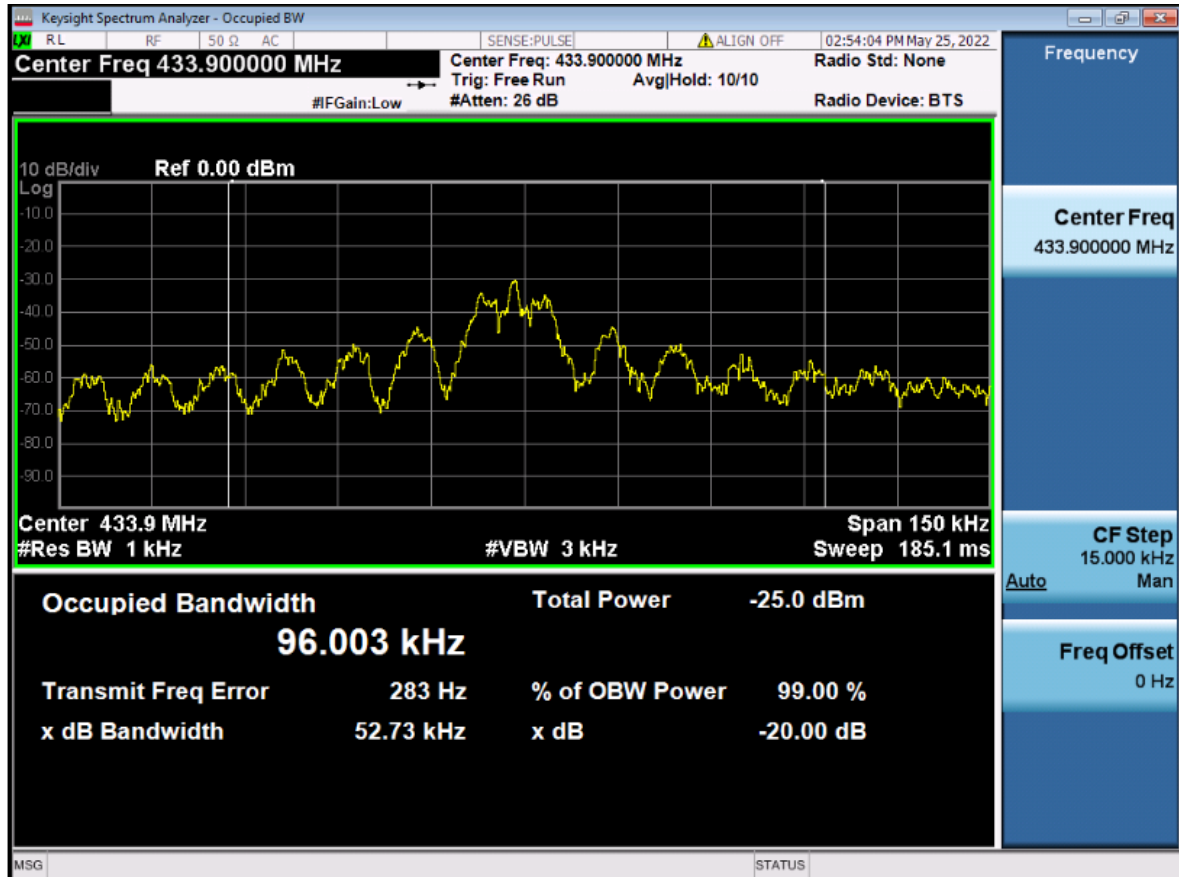 Keysight Spectrum Analyzer - Occupied BW
LXI RL RF 50 Ω AC SENSE:PULSE ALIGN OFF 02:54:04 PM May 25, 2022
Center Freq 433.900000 MHz
Center Freq: 433.900000 MHz
Radio Std: None
Trig: Free Run Avg|Hold: 10/10
#IFGain:Low
#Atten: 26 dB
Radio Device: BTS
10 dB/div Ref 0.00 dBm
Log
-10.0
-20.0
-30.0
-40.0
-50.0
-60.0
-70.0
-80.0
-90.0
Center 433.9 MHz Span 150 kHz
#Res BW 1 kHz #VBW 3 kHz Sweep 185.1 ms
Occupied Bandwidth Total Power -25.0 dBm
96.003 kHz
Transmit Freq Error 283 Hz % of OBW Power 99.00 %
x dB Bandwidth 52.73 kHz x dB -20.00 dB
MSG STATUS
Frequency
Center Freq
433.900000 MHz
CF Step
15.000 kHz
Auto Man
Freq Offset
0 Hz